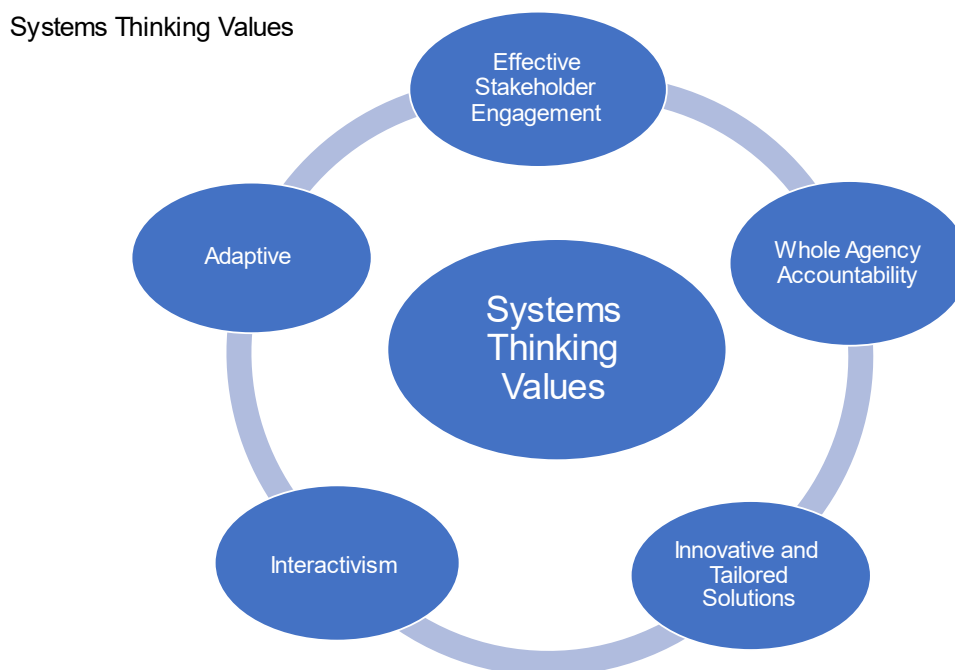 Systems Thinking Values
Effective
Stakeholder
Engagement
Whole Agency
Accountability
Innovative and
Tailored
Solutions
Interactivism
Adaptive
Systems
Thinking
Values